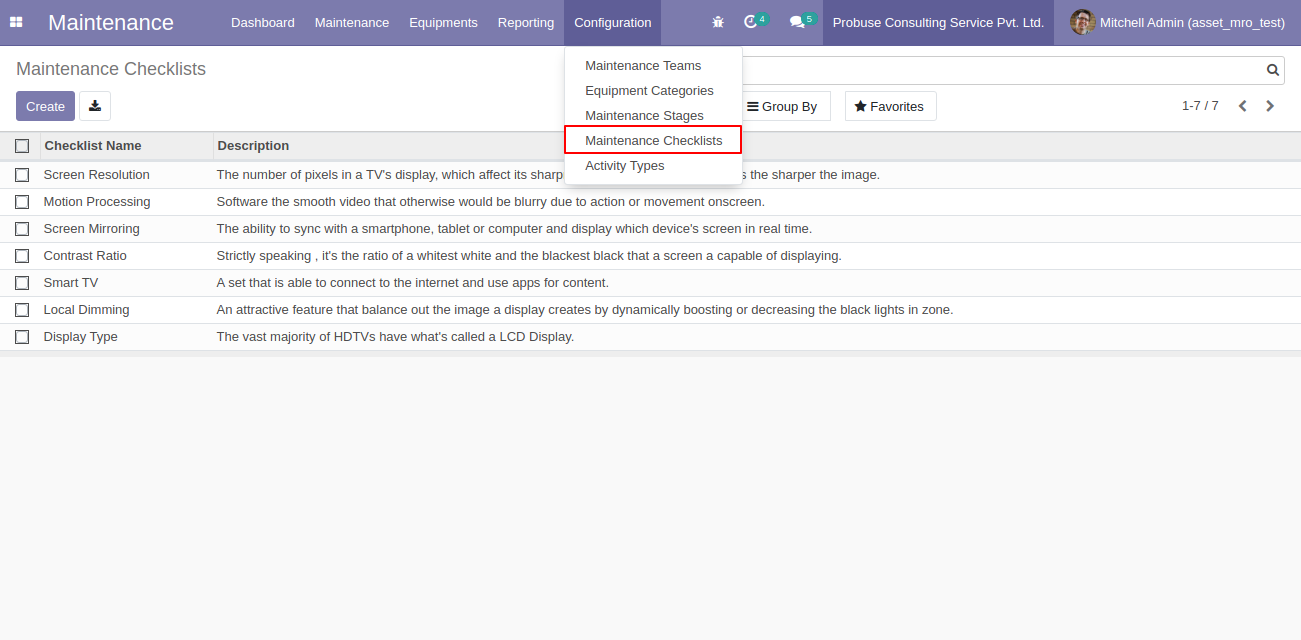 Maintenance Dashboard Maintenance Equipments Reporting Configuration 4 5 Probuse Consulting Service Pvt. Ltd. Mitchell Admin (asset_mro_test)
Maintenance Checklists
Maintenance Teams
Equipment Categories
Maintenance Stages
Maintenance Checklists
Activity Types
Create Group By Favorites 1-7 / 7
Checklist Name Description
Screen Resolution The number of pixels in a TV's display, which affect its sharp s the sharper the image.
Motion Processing Software the smooth video that otherwise would be blurry due to action or movement onscreen.
Screen Mirroring The ability to sync with a smartphone, tablet or computer and display which device's screen in real time.
Contrast Ratio Strictly speaking , it's the ratio of a whitest white and the blackest black that a screen a capable of displaying.
Smart TV A set that is able to connect to the internet and use apps for content.
Local Dimming An attractive feature that balance out the image a display creates by dynamically boosting or decreasing the black lights in zone.
Display Type The vast majority of HDTVs have what's called a LCD Display.